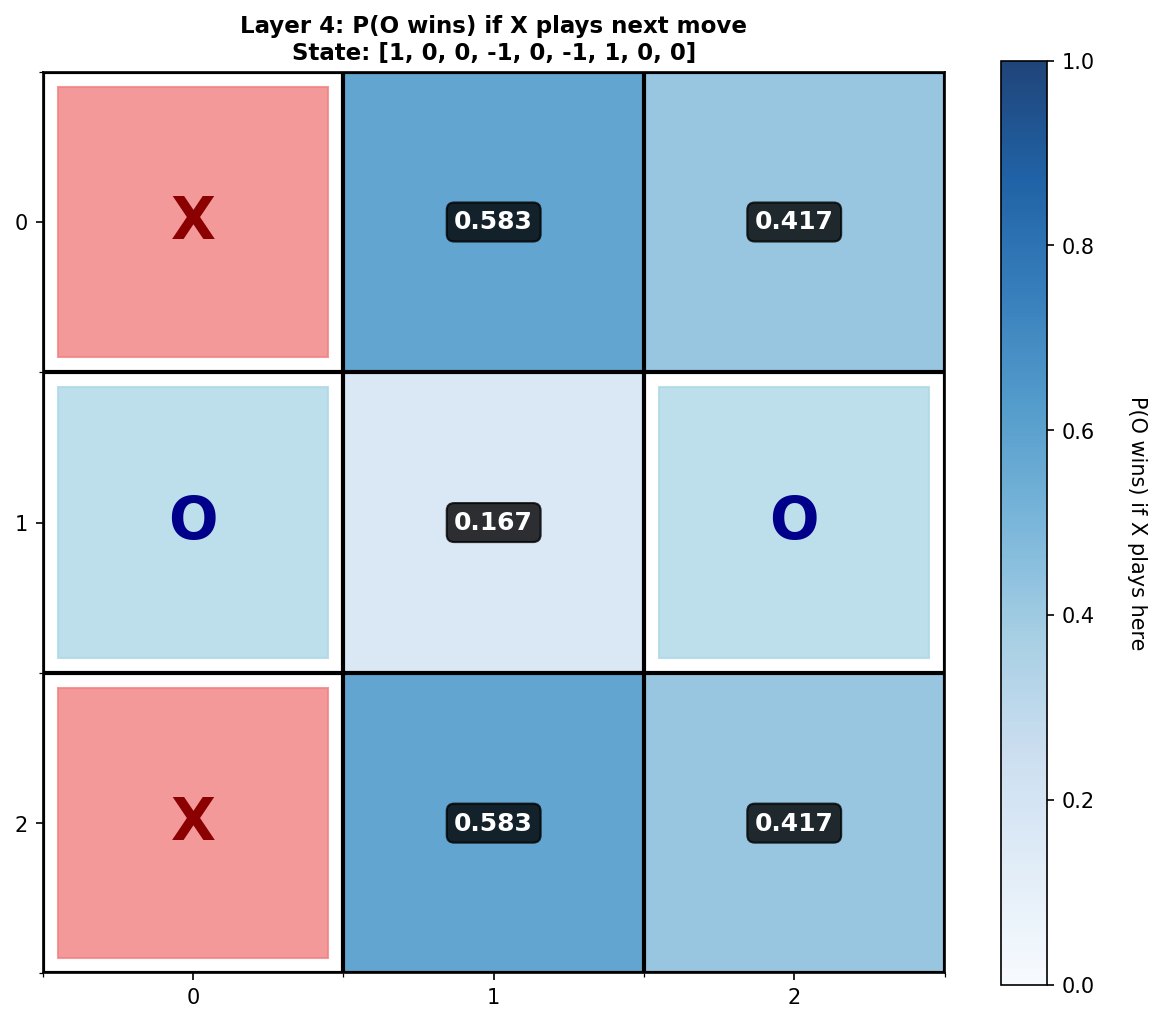 Layer 4: P(O wins) if X plays next move
State: [1, 0, 0, -1, 0, -1, 1, 0, 0]
X
0.583
0.417
O
0.167
O
X
0.583
0.417
0
1
2
0
1
2
1.0
0.8
0.6
0.4
0.2
0.0
P(O wins) if X plays here